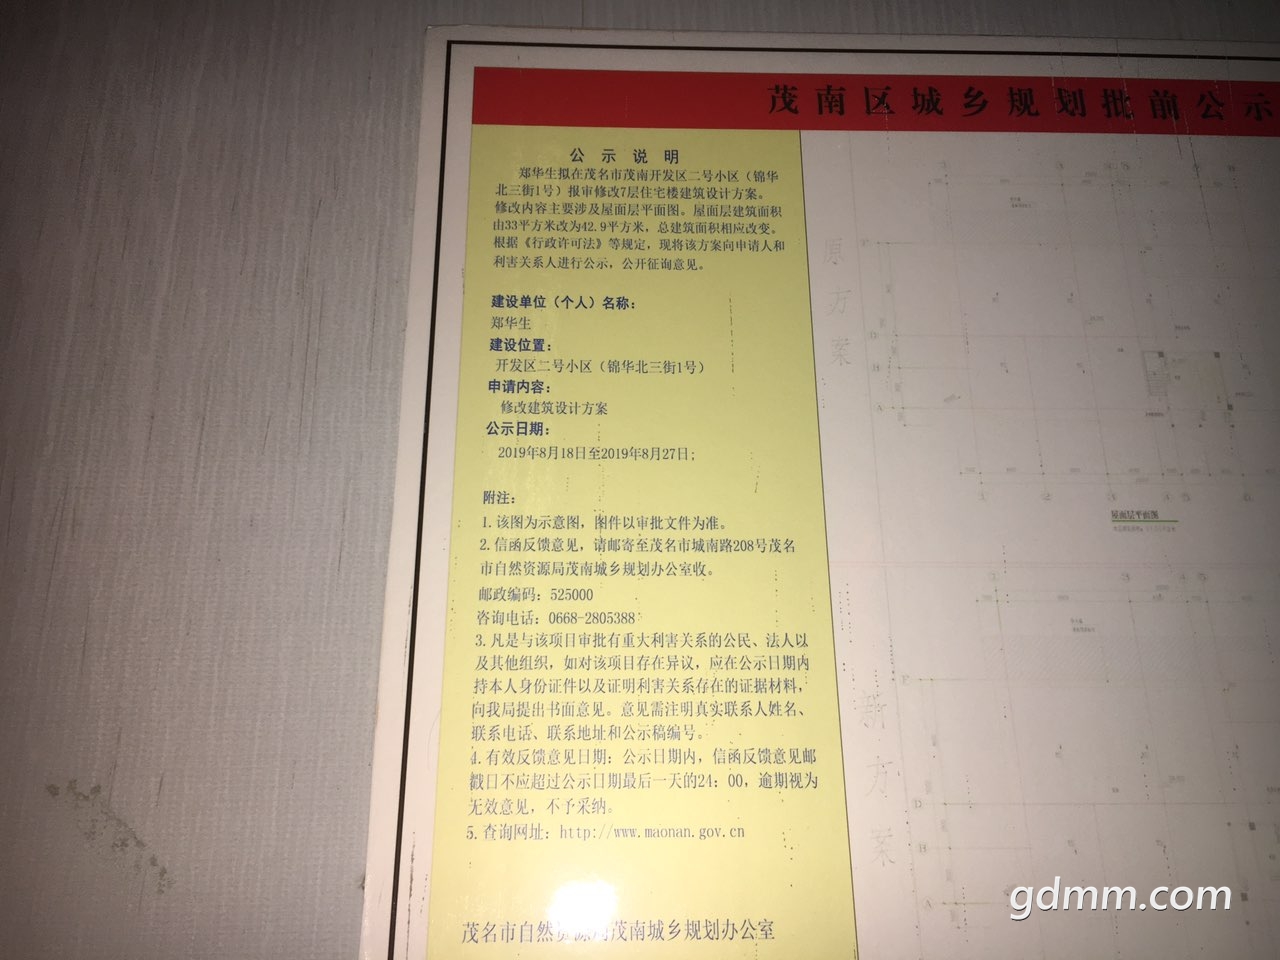 茂南区城乡规划批前公示
公示说明
郑华生拟在茂名市茂南开发区二号小区（锦华
北三街1号）报审修改7层住宅楼建筑设计方案。
修改内容主要涉及屋面层平面图。屋面层建筑面积
由33平方米改为42.9平方米，总建筑面积相应改变。
根据《行政许可法》等规定，现将该方案向申请人和
利害关系人进行公示，公开征询意见。
建设单位（个人）名称：
郑华生
建设位置：
开发区二号小区（锦华北三街1号）
申请内容：
修改建筑设计方案
公示日期：
2019年8月18日至2019年8月27日;
附注：
1.该图为示意图，图件以审批文件为准。
2.信函反馈意见，请邮寄至茂名市城南路208号茂名
市自然资源局茂南城乡规划办公室收。
邮政编码：525000
咨询电话：0668-2805388
3.凡是与该项目审批有重大利害关系的公民、法人以
及其他组织，如对该项目存在异议，应在公示日期内
持本人身份证件以及证明利害关系存在的证据材料，
向我局提出书面意见。意见需注明真实联系人姓名、
联系电话、联系地址和公示稿编号。
4.有效反馈意见日期：公示日期内，信函反馈意见邮
戳日不应超过公示日期最后一天的24：00，逾期视为
无效意见，不予采纳。
5.查询网址：http://www.maonan.gov.cn
茂名市自然资源局茂南城乡规划办公室
原方案
屋面层平面图
新方案
gdmm.com